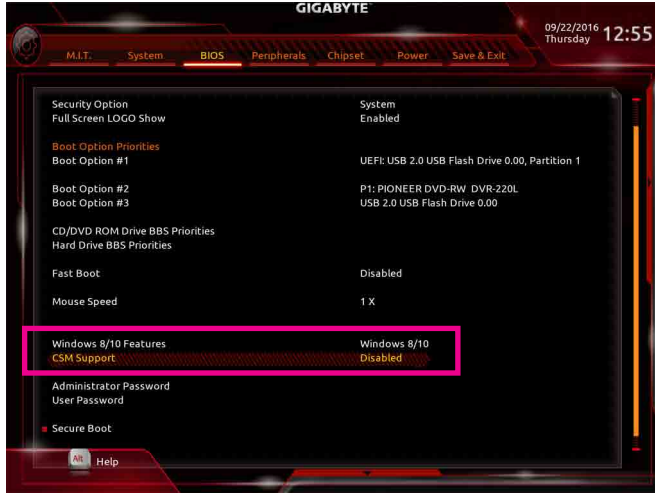 GIGABYTE
09/22/2016 12:55
Thursday
M.I.T. System BIOS Peripherals Chipset Power Save & Exit
Security Option System
Full Screen LOGO Show Enabled
Boot Option Priorities
Boot Option #1 UEFI: USB 2.0 USB Flash Drive 0.00, Partition 1
Boot Option #2 P1: PIONEER DVD-RW DVR-220L
Boot Option #3 USB 2.0 USB Flash Drive 0.00
CD/DVD ROM Drive BBS Priorities
Hard Drive BBS Priorities
Fast Boot Disabled
Mouse Speed 1 X
Windows 8/10 Features Windows 8/10
CSM Support Disabled
Administrator Password
User Password
Secure Boot
Alt Help